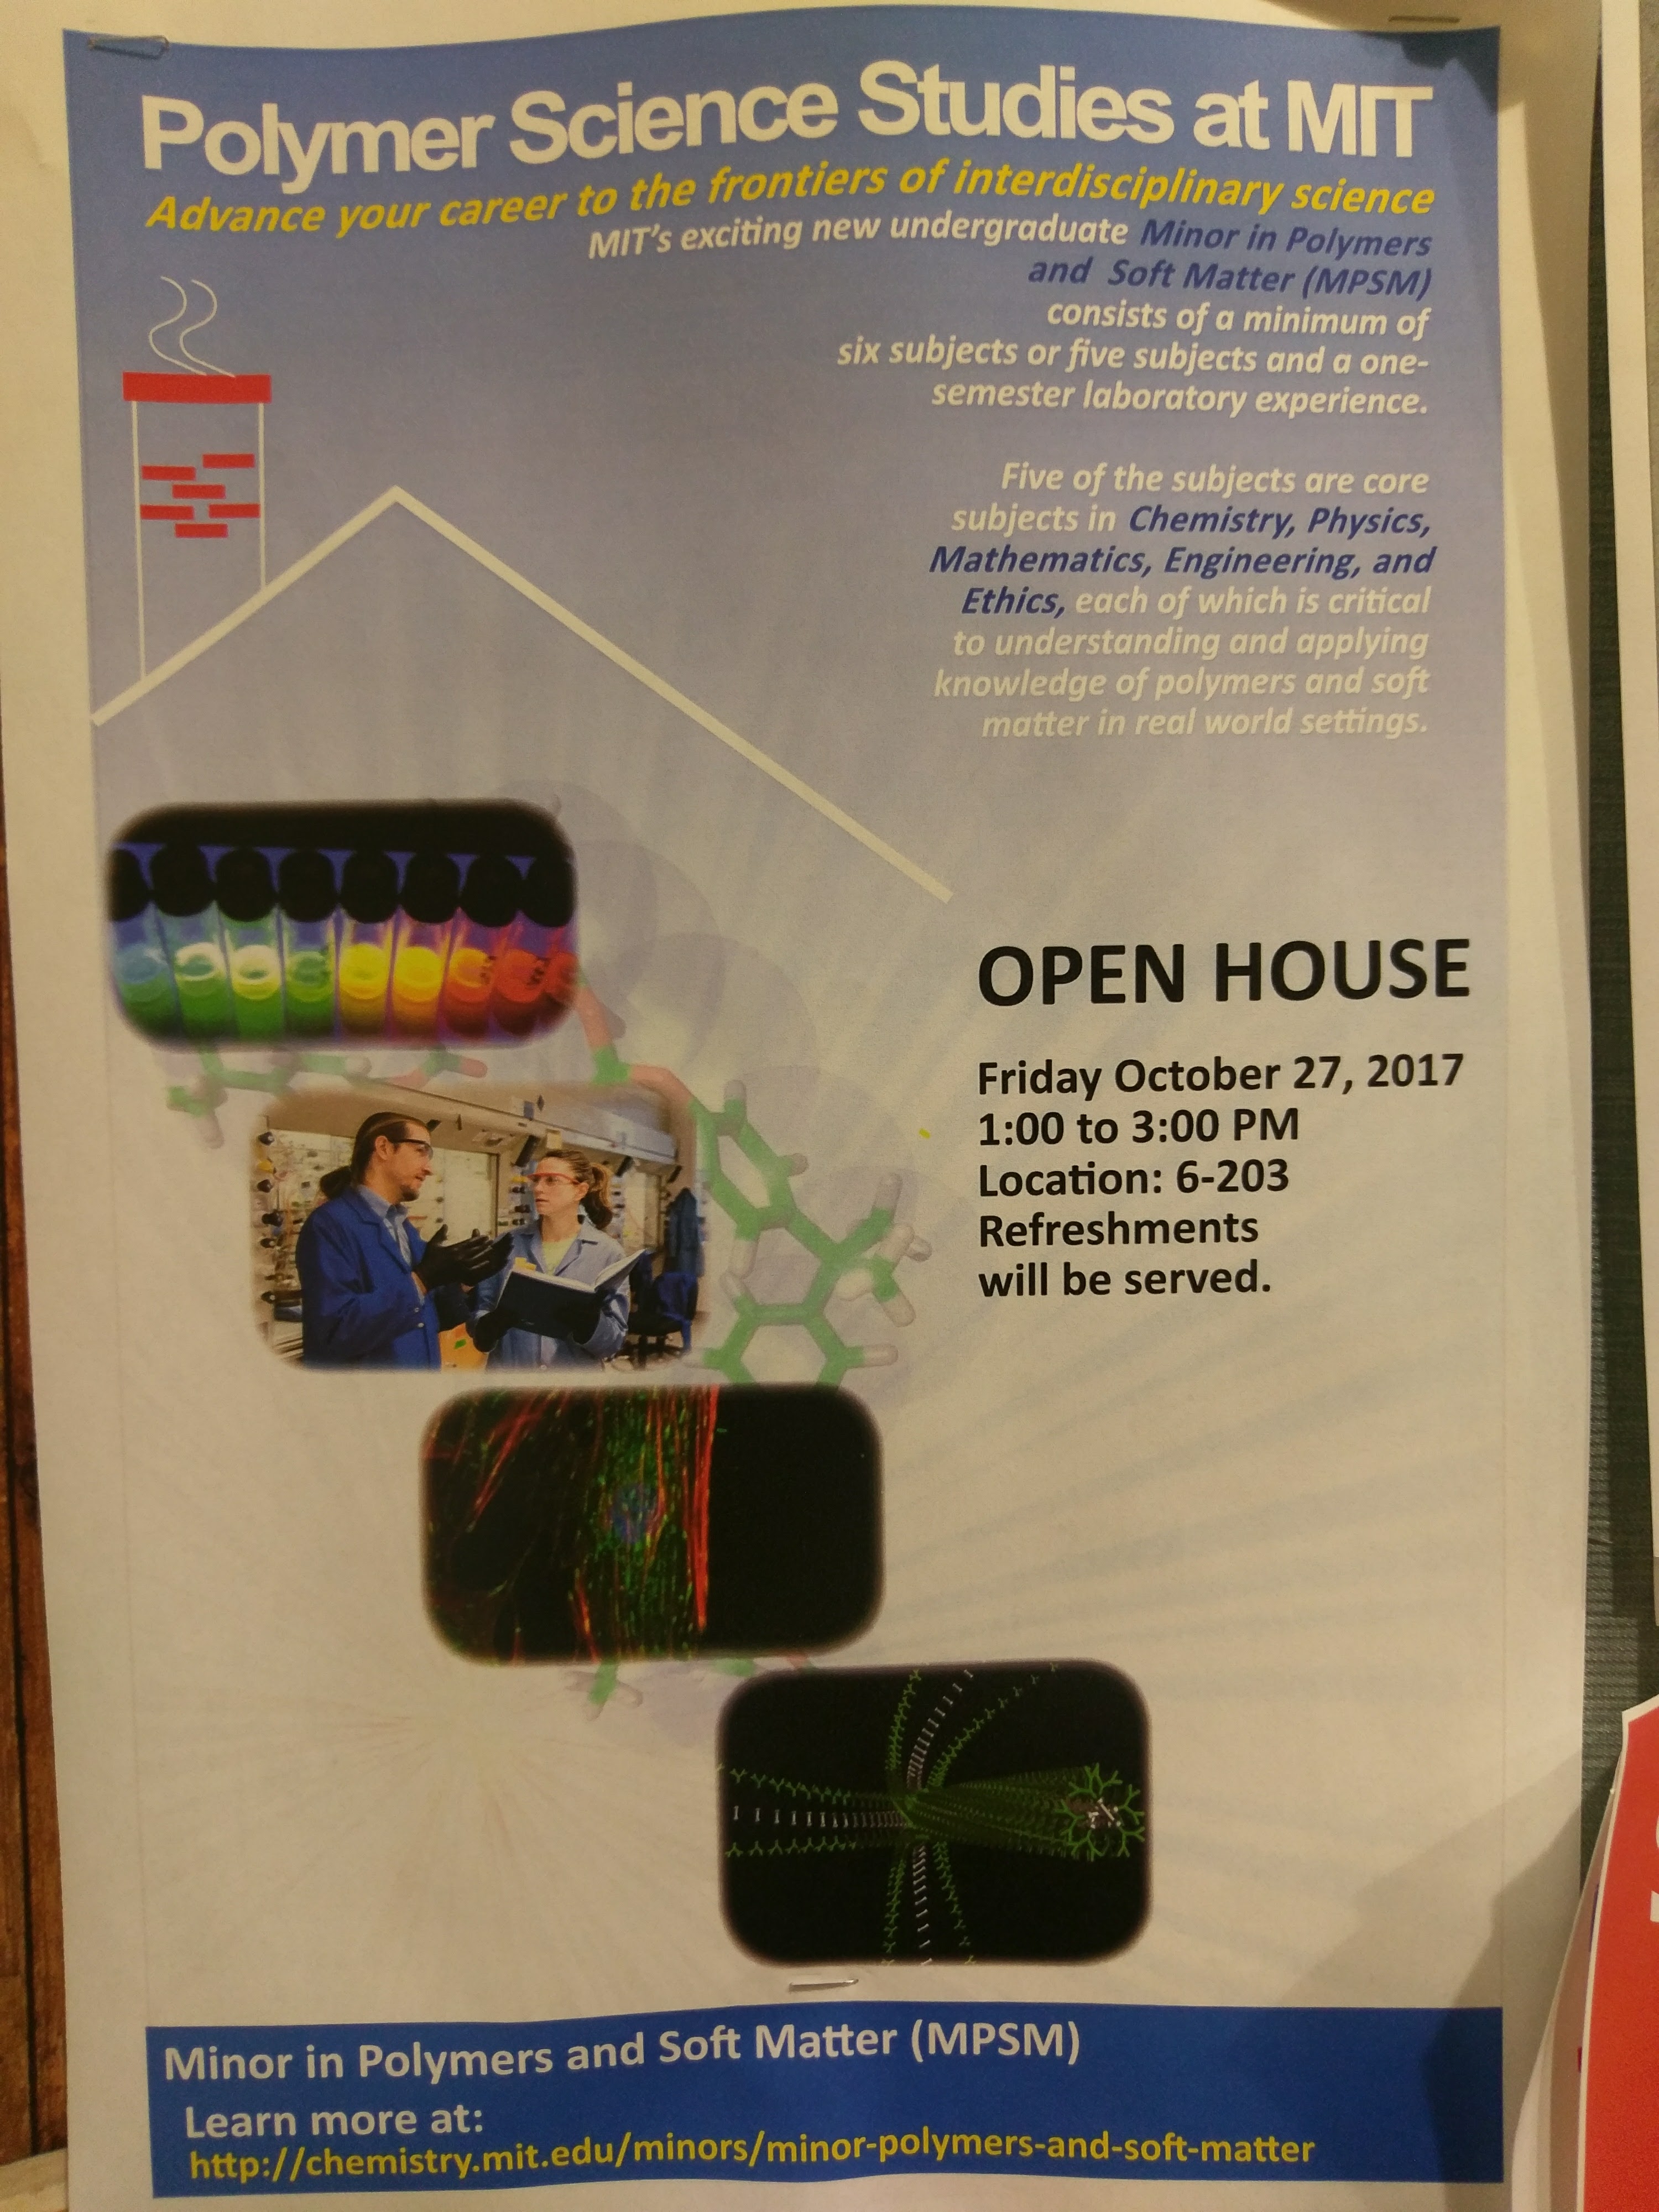 Polymer Science Studies at MIT
Advance your career to the frontiers of interdisciplinary science
MIT's exciting new undergraduate Minor in Polymers
and Soft Matter (MPSM)
consists of a minimum of
six subjects or five subjects and a one-
semester laboratory experience.
Five of the subjects are core
subjects in Chemistry, Physics,
Mathematics, Engineering, and
Ethics, each of which is critical
to understanding and applying
knowledge of polymers and soft
matter in real world settings.
OPEN HOUSE
Friday October 27, 2017
1:00 to 3:00 PM
Location: 6-203
Refreshments
will be served.
Minor in Polymers and Soft Matter (MPSM)
Learn more at:
http://chemistry.mit.edu/minors/minor-polymers-and-soft-matter